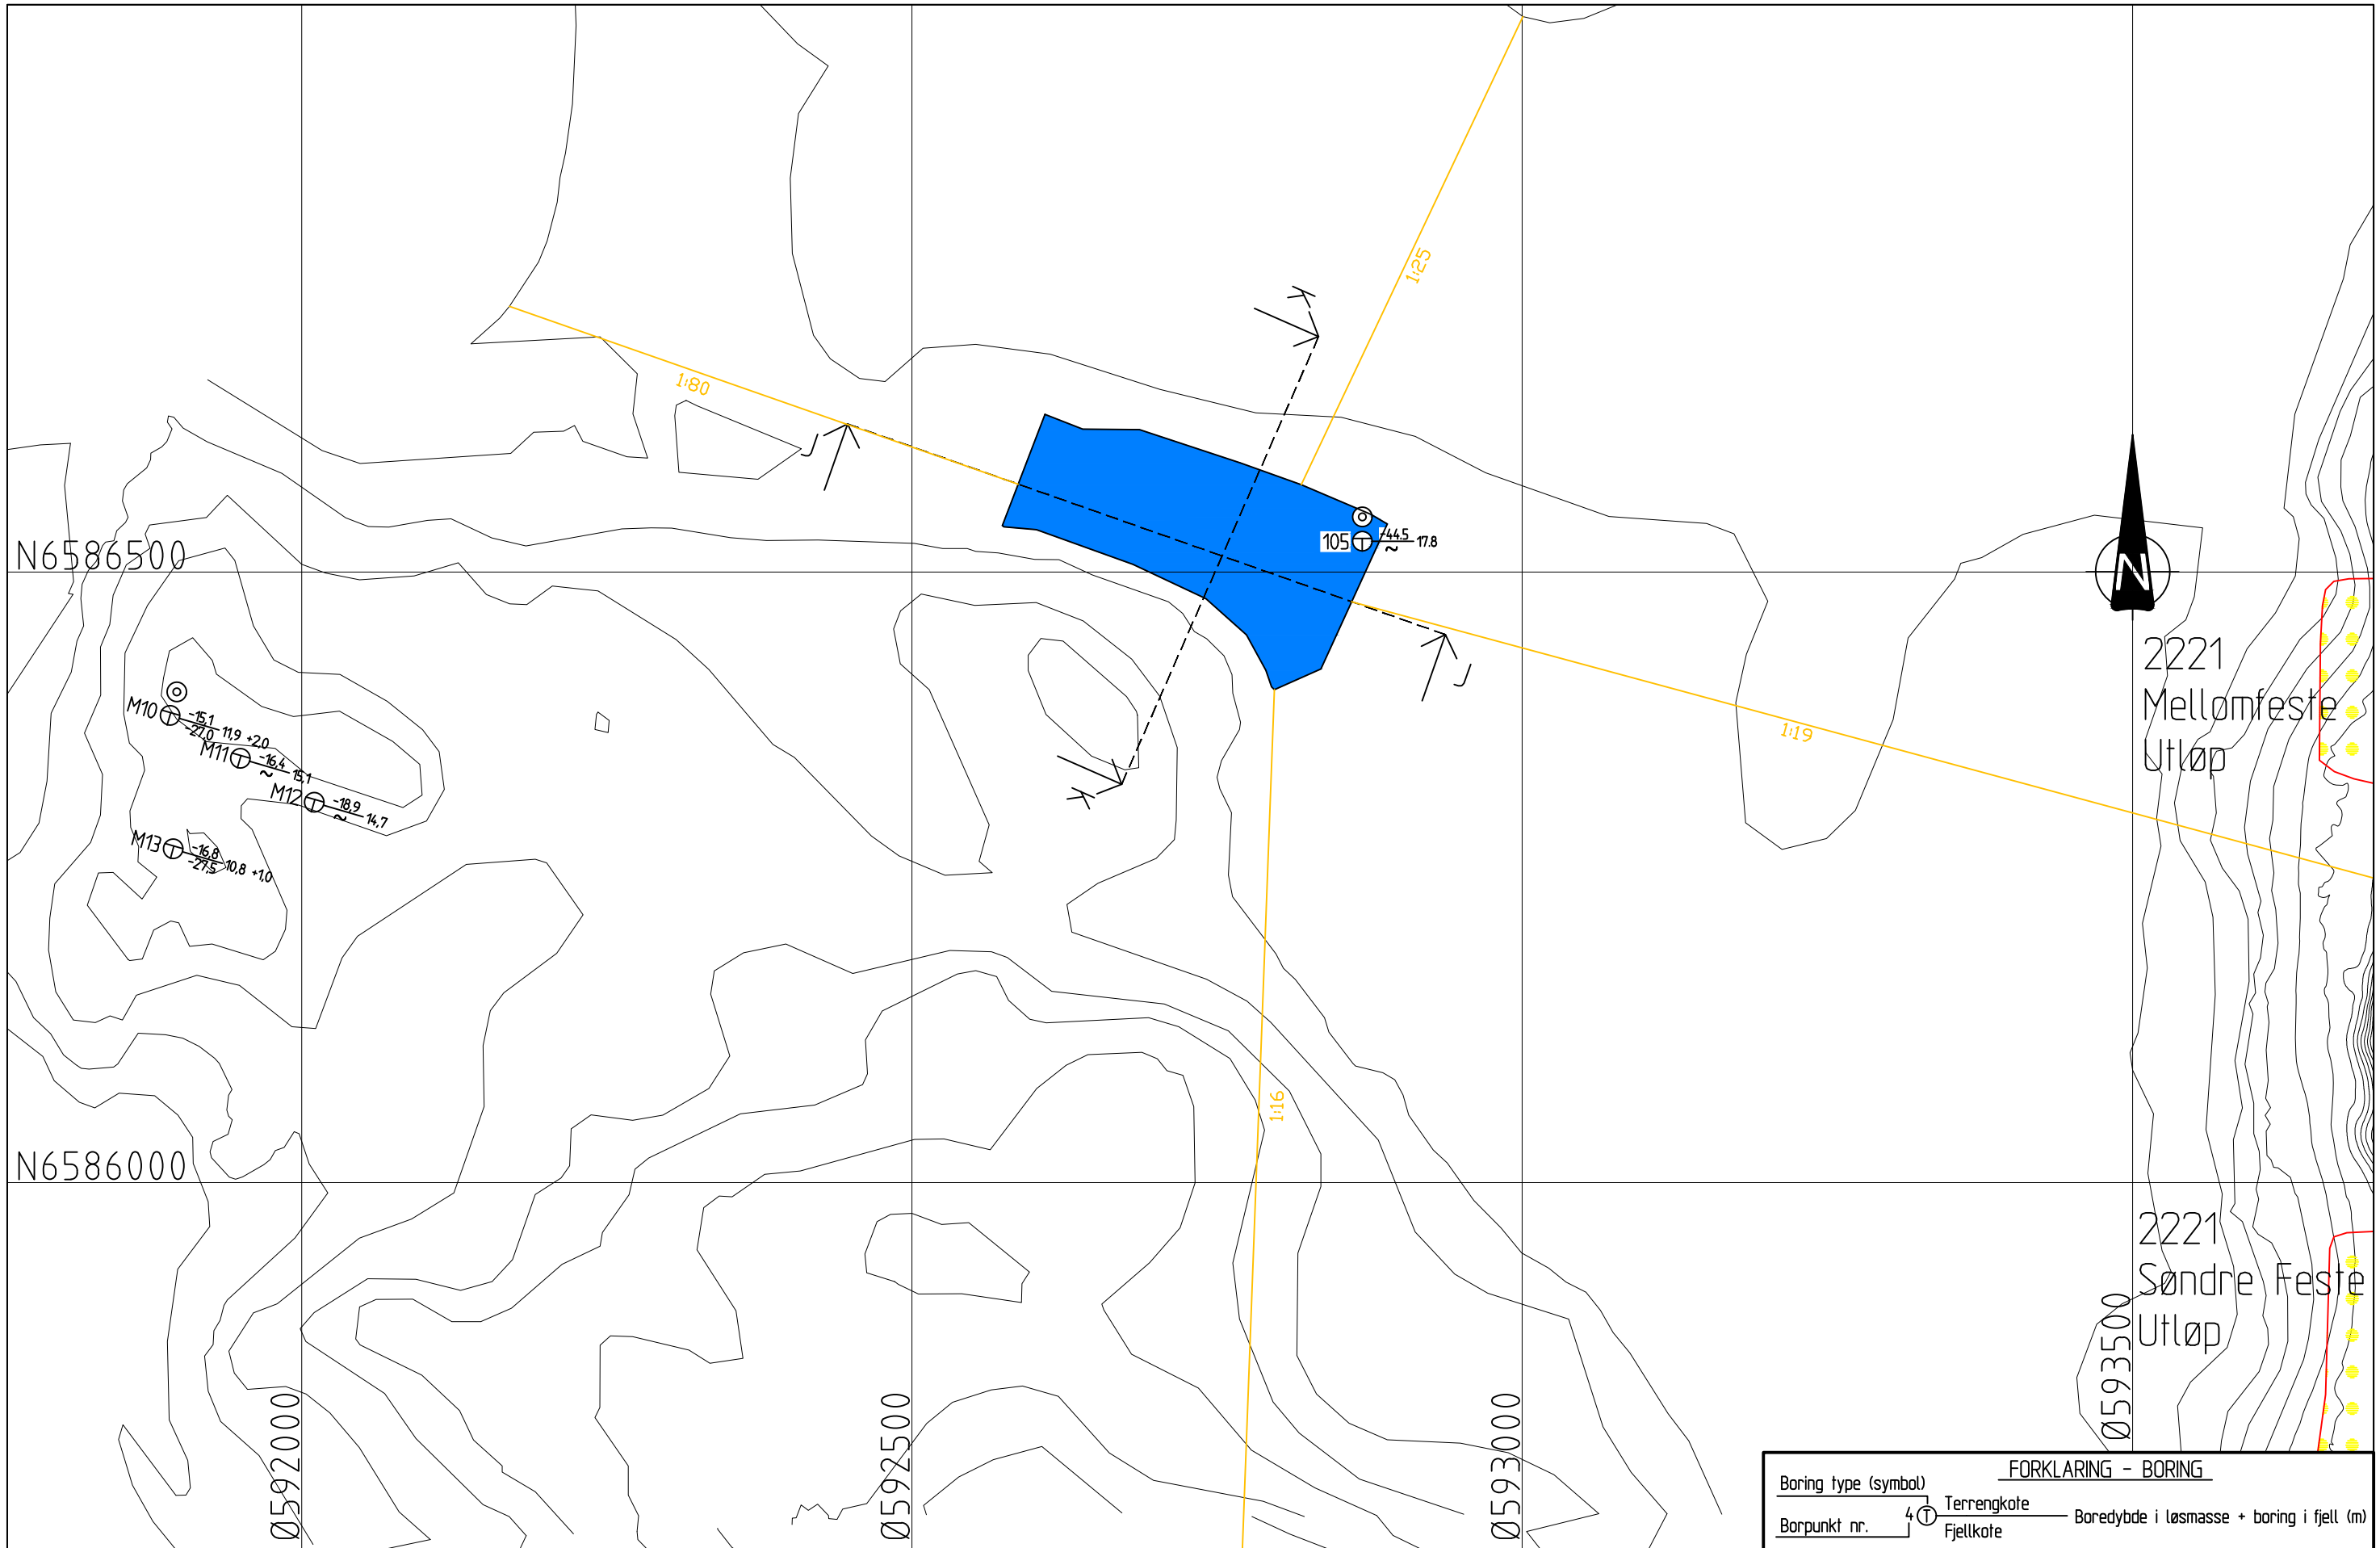 K
1:25
1:80
J
N6586500
105 -44.5 17.8
~
N
2221
Mellomfeste
Utløp
J
1:19
M10 -15,1 11,9 +2,0
-27,0
M11 -16,4 15,1
~
M12 -18,9 14,7
~
K
M13 -16,8 10,8 +1,0
-27,5
1:16
N6586000
2221
Søndre Feste
Utløp
Ø592000
Ø592500
Ø593000
Ø593500
FORKLARING - BORING
Boring type (symbol)
Borpunkt nr.
4 T
Terrengkote
Fjellkote
Boredybde i løsmasse + boring i fjell (m)